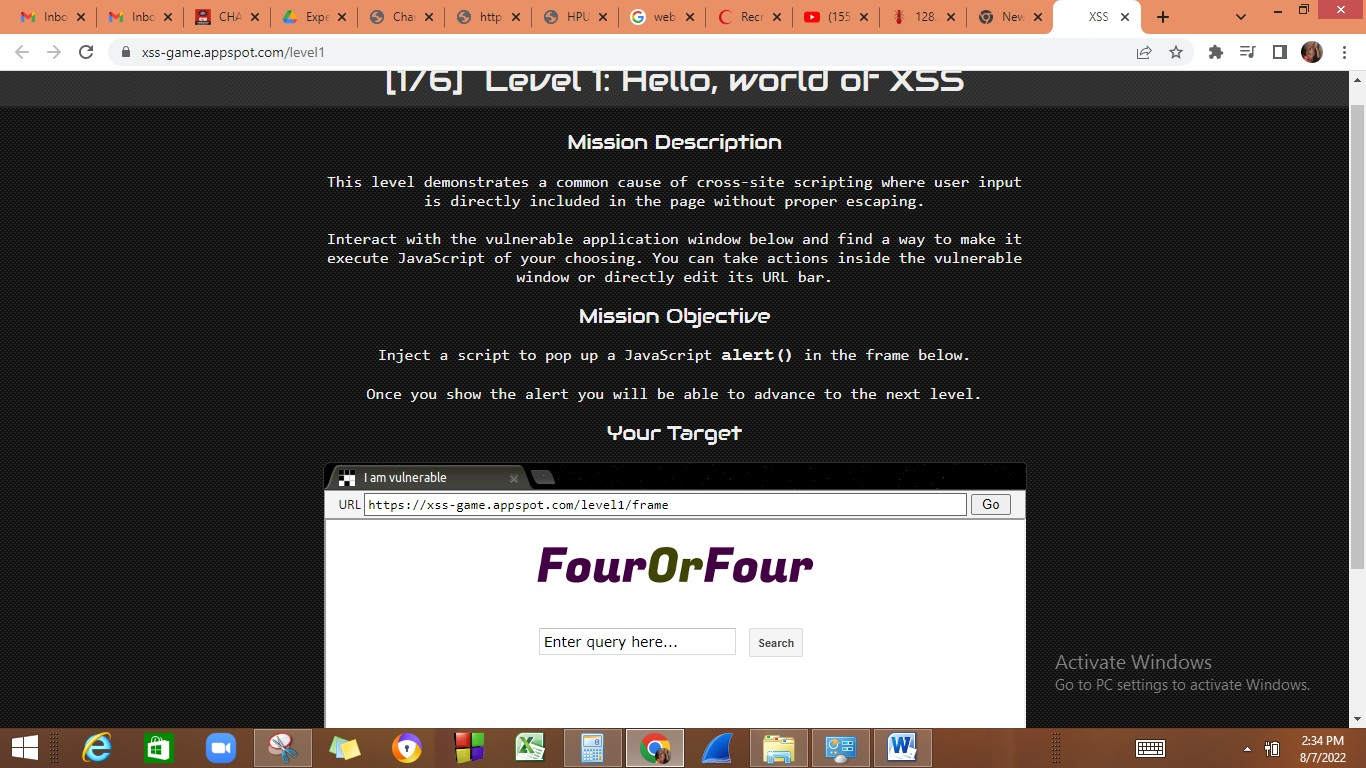 Inbc
Inbc
CHA
Expe
Char
http
HPU
web
Recr
(155
128.
New
XSS
xss-game.appspot.com/level1
[1/6] Level 1: Hello, world of XSS
Mission Description
This level demonstrates a common cause of cross-site scripting where user input
is directly included in the page without proper escaping.
Interact with the vulnerable application window below and find a way to make it
execute JavaScript of your choosing. You can take actions inside the vulnerable
window or directly edit its URL bar.
Mission Objective
Inject a script to pop up a JavaScript alert() in the frame below.
Once you show the alert you will be able to advance to the next level.
Your Target
I am vulnerable
URL https://xss-game.appspot.com/level1/frame Go
FourOrFour
Enter query here... Search
Activate Windows
Go to PC settings to activate Windows.
2:34 PM
8/7/2022